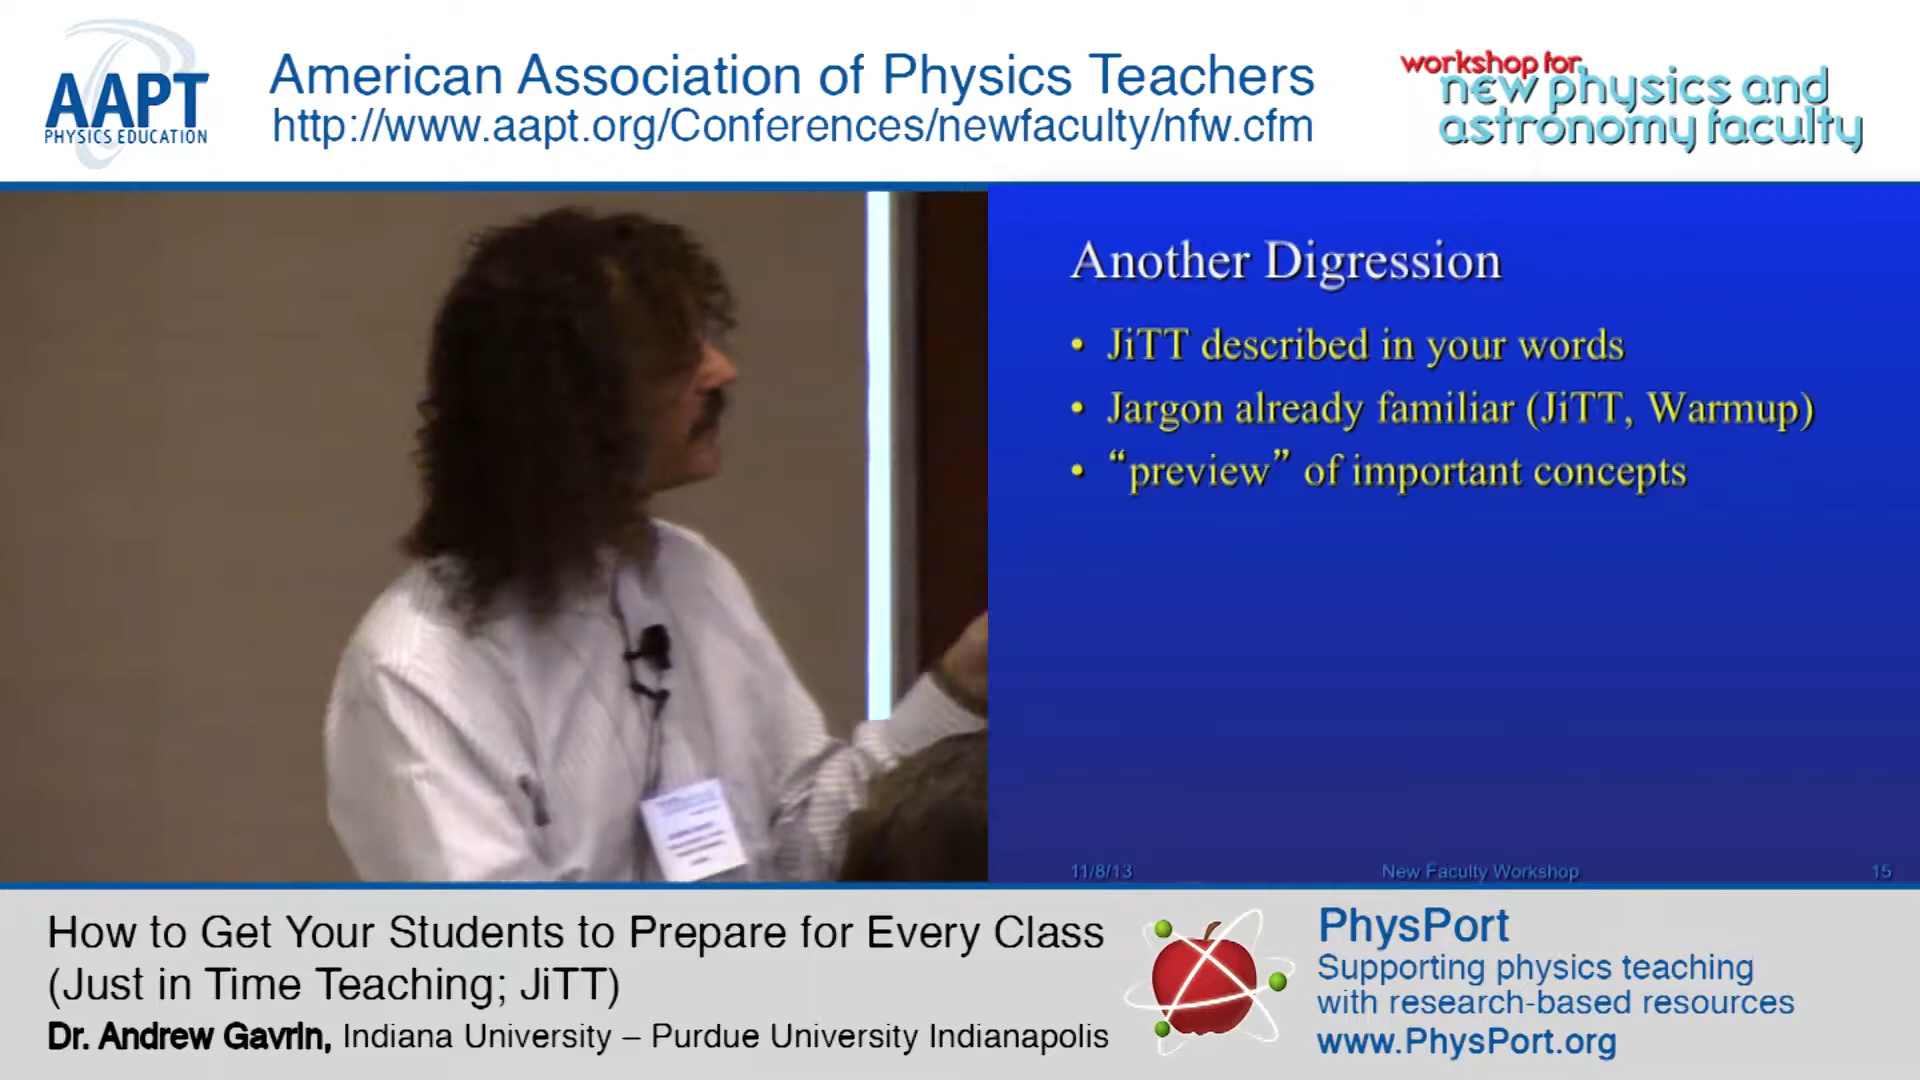 AAPT
PHYSICS EDUCATION
American Association of Physics Teachers
http://www.aapt.org/Conferences/newfaculty/nfw.cfm
workshop for
new physics and
astronomy faculty
Another Digression
• JiTT described in your words
• Jargon already familiar (JiTT, Warmup)
• “preview” of important concepts
11/8/13
New Faculty Workshop
15
How to Get Your Students to Prepare for Every Class
(Just in Time Teaching; JiTT)
Dr. Andrew Gavrin, Indiana University – Purdue University Indianapolis
PhysPort
Supporting physics teaching
with research-based resources
www.PhysPort.org